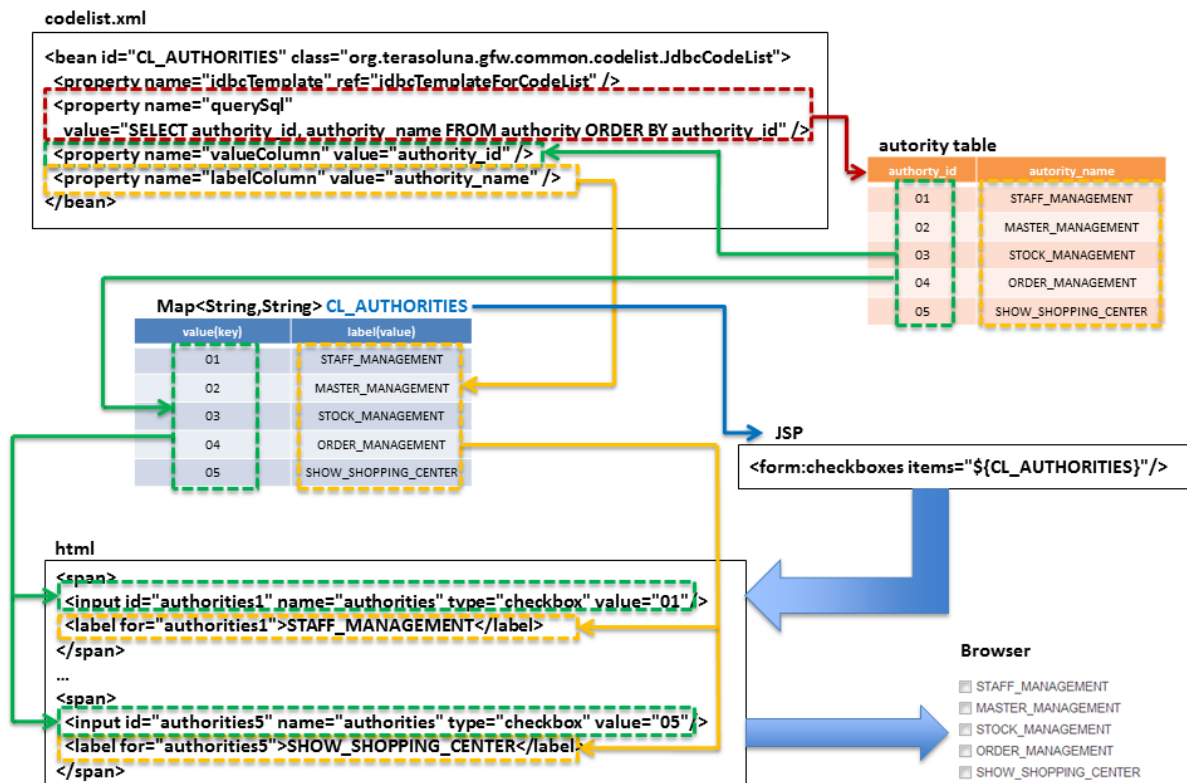 codelist.xml
<bean id="CL_AUTHORITIES" class="org.terasoluna.gfw.common.codelist.JdbcCodeList">
<property name="jdbcTemplate" ref="jdbcTemplateForCodeList" />
<property name="querySql"
value="SELECT authority_id, authority_name FROM authority ORDER BY authority_id" />
<property name="valueColumn" value="authority_id" />
<property name="labelColumn" value="authority_name" />
</bean>
autority table
authorty_id autority_name
01 STAFF_MANAGEMENT
02 MASTER_MANAGEMENT
03 STOCK_MANAGEMENT
04 ORDER_MANAGEMENT
05 SHOW_SHOPPING_CENTER
Map<String,String> CL_AUTHORITIES
value(key) label(value)
01 STAFF_MANAGEMENT
02 MASTER_MANAGEMENT
03 STOCK_MANAGEMENT
04 ORDER_MANAGEMENT
05 SHOW_SHOPPING_CENTER
JSP
<form:checkboxes items="${CL_AUTHORITIES}"/>
html
<span>
<input id="authorities1" name="authorities" type="checkbox" value="01"/>
<label for="authorities1">STAFF_MANAGEMENT</label>
</span>
...
<span>
<input id="authorities5" name="authorities" type="checkbox" value="05"/>
<label for="authorities5">SHOW_SHOPPING_CENTER</label>
</span>
Browser
STAFF_MANAGEMENT
MASTER_MANAGEMENT
STOCK_MANAGEMENT
ORDER_MANAGEMENT
SHOW_SHOPPING_CENTER